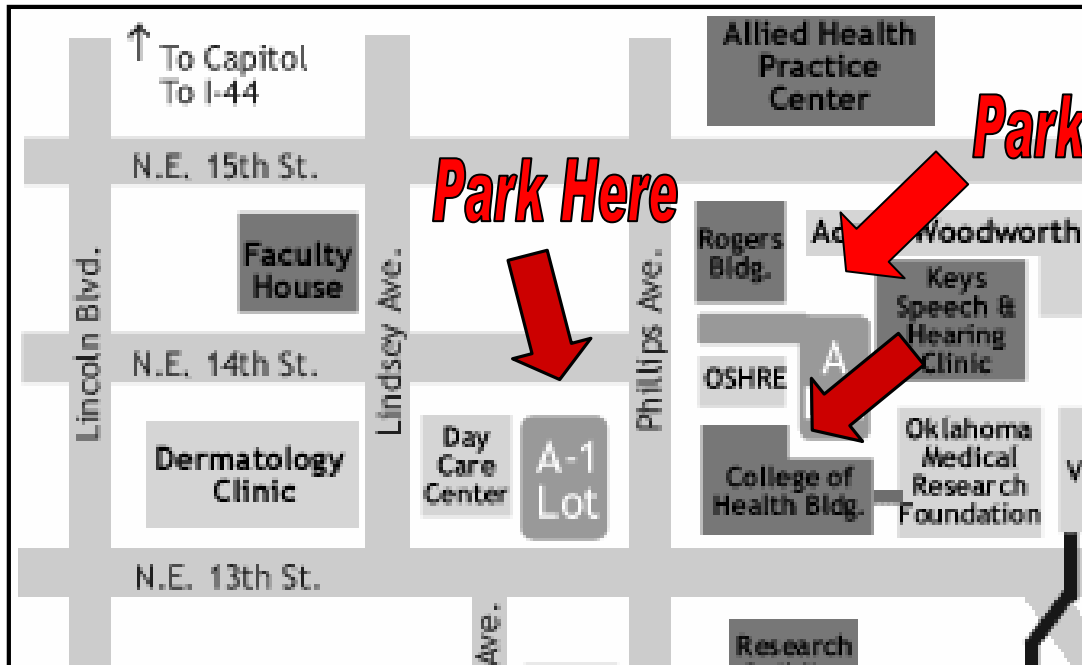 ↑ To Capitol
To I-44
Allied Health
Practice
Center
Park
N.E. 15th St.
Park Here
Faculty
House
Rogers
Bldg.
Woodworth
Keys
Speech &
Hearing
Clinic
Lincoln Blvd.
Lindsey Ave.
Phillips Ave.
N.E. 14th St.
A
OSHRE
Dermatology
Clinic
Day
Care
Center
A-1
Lot
College of
Health Bldg.
Oklahoma
Medical
Research
Foundation
V
N.E. 13th St.
Ave.
Research